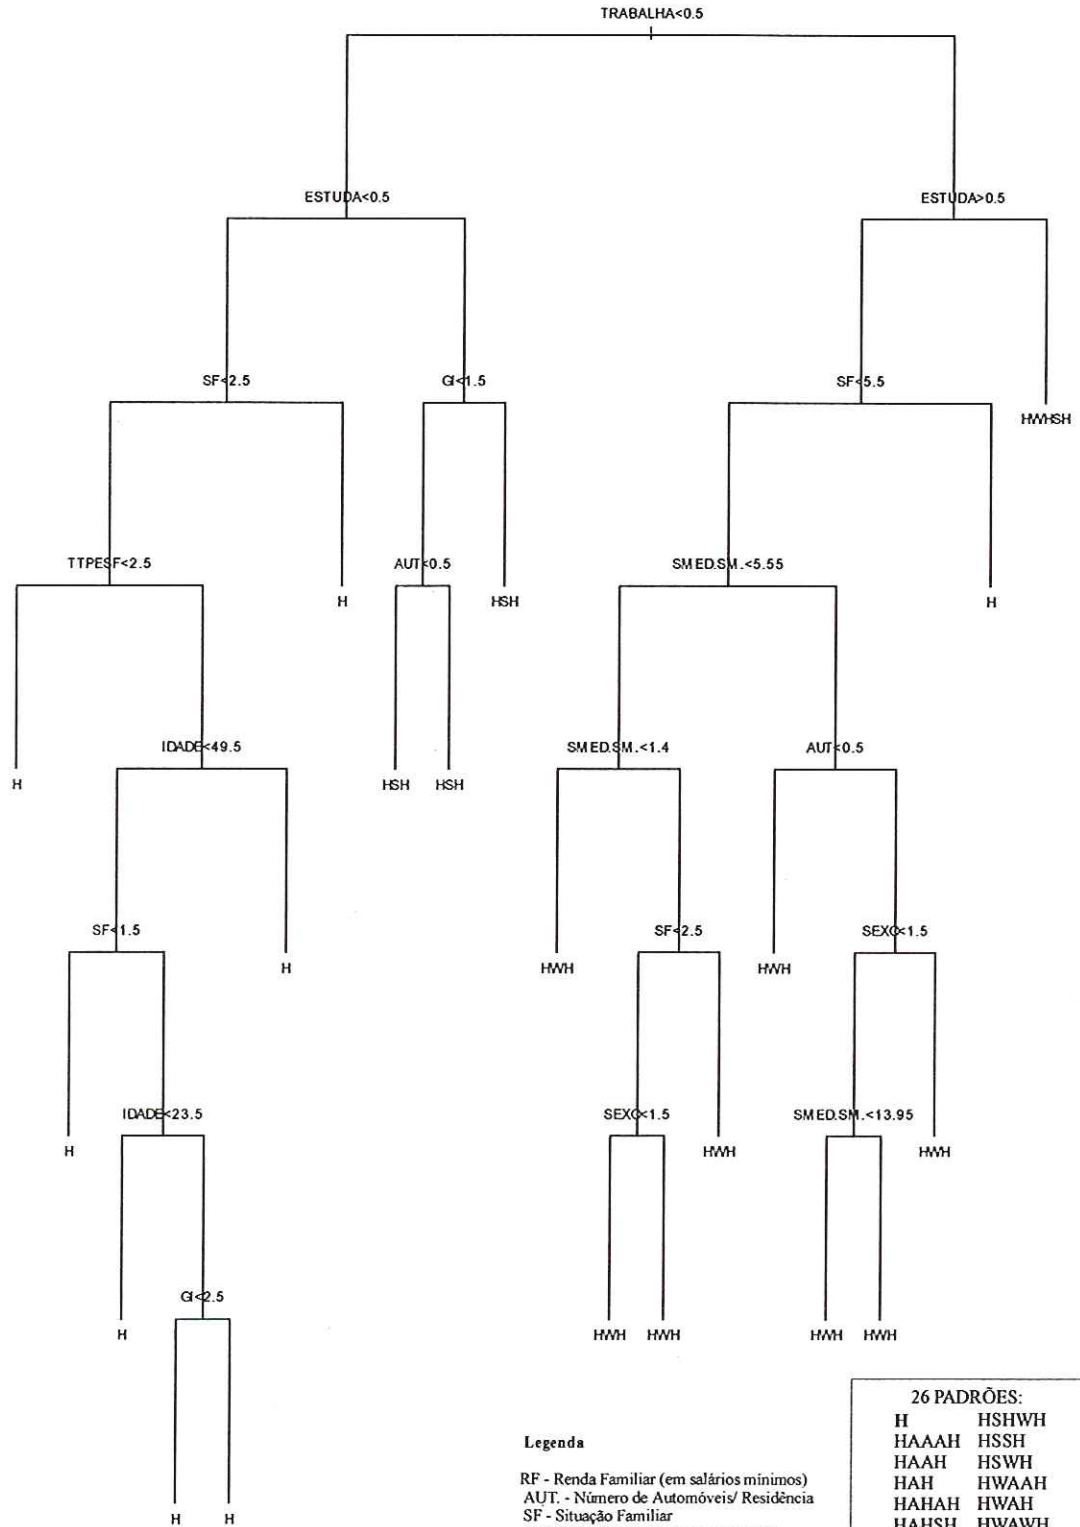 TRABALHA<0.5
ESTUDA<0.5
ESTUDA>0.5
SF<2.5
GI<1.5
SF<5.5
HWHSH
TTPESF<2.5
H
AUT<0.5
HSH
SMED.SM.<5.55
H
H
IDADE<49.5
HSH
HSH
SMED.SM.<1.4
AUT<0.5
SF<1.5
H
HWH
SF<2.5
HWH
SEXO<1.5
H
IDADE<23.5
SEXO<1.5
HWH
SMED.SM.<13.95
HWH
H
GI<2.5
HWH
HWH
HWH
HWH
H
H
Legenda
RF - Renda Familiar (em salários mínimos)
AUT. - Número de Automóveis/ Residência
SF - Situação Familiar
26 PADRÕES:
H HSHWH
HAAAH HSSH
HAAH HSWH
HAH HWAAH
HAHAH HWAH
HAHSH HWAWH